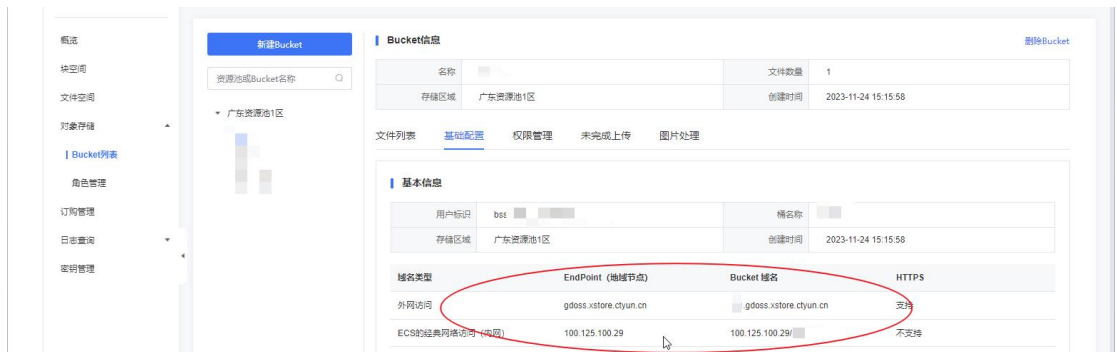 概览
块空间
文件空间
对象存储
Bucket列表
角色管理
订购管理
日志查询
密钥管理
新建Bucket
资源池或Bucket名称
广东资源池1区
Bucket信息
删除Bucket
名称 文件数量 1
存储区域 广东资源池1区 创建时间 2023-11-24 15:15:58
文件列表 基础配置 权限管理 未完成上传 图片处理
基本信息
用户标识 bss 桶名称
存储区域 广东资源池1区 创建时间 2023-11-24 15:15:58
域名类型 EndPoint（地域节点） Bucket 域名 HTTPS
外网访问 gdoss.xstore.ctyun.cn .gdoss.xstore.ctyun.cn 支持
ECS的经典网络访问（内网） 100.125.100.29 100.125.100.29/ 不支持